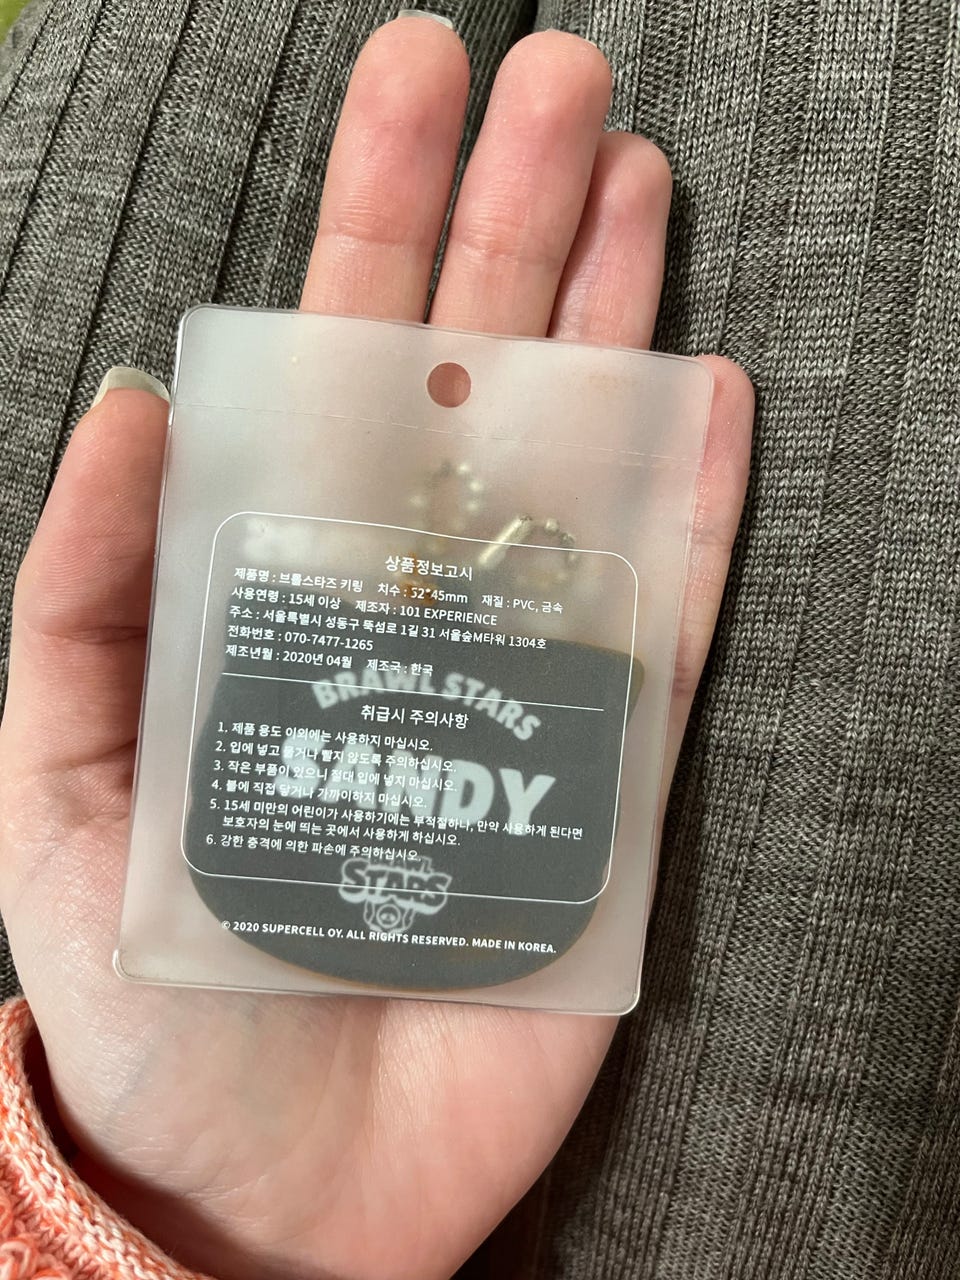 상품정보고시
제품명 : 브롤스타즈 키링 치수 : 52*45mm 재질 : PVC, 금속
사용연령 : 15세 이상 제조자 : 101 EXPERIENCE
주소 : 서울특별시 성동구 뚝섬로 1길 31 서울숲M타워 1304호
전화번호 : 070-7477-1265
제조년월 : 2020년 04월 제조국 : 한국
BRAWL STARS
취급시 주의사항
SANDY
1. 제품 용도 이외에는 사용하지 마십시오.
2. 입에 넣고 물거나 빨지 않도록 주의하십시오.
3. 작은 부품이 있으니 절대 입에 넣지 마십시오.
4. 불에 직접 닿거나 가까이하지 마십시오.
5. 15세 미만의 어린이가 사용하기에는 부적절하나, 만약 사용하게 된다면
보호자의 눈에 띄는 곳에서 사용하게 하십시오.
6. 강한 충격에 의한 파손에 주의하십시오.
BRAWL
STARS
© 2020 SUPERCELL OY. ALL RIGHTS RESERVED. MADE IN KOREA.